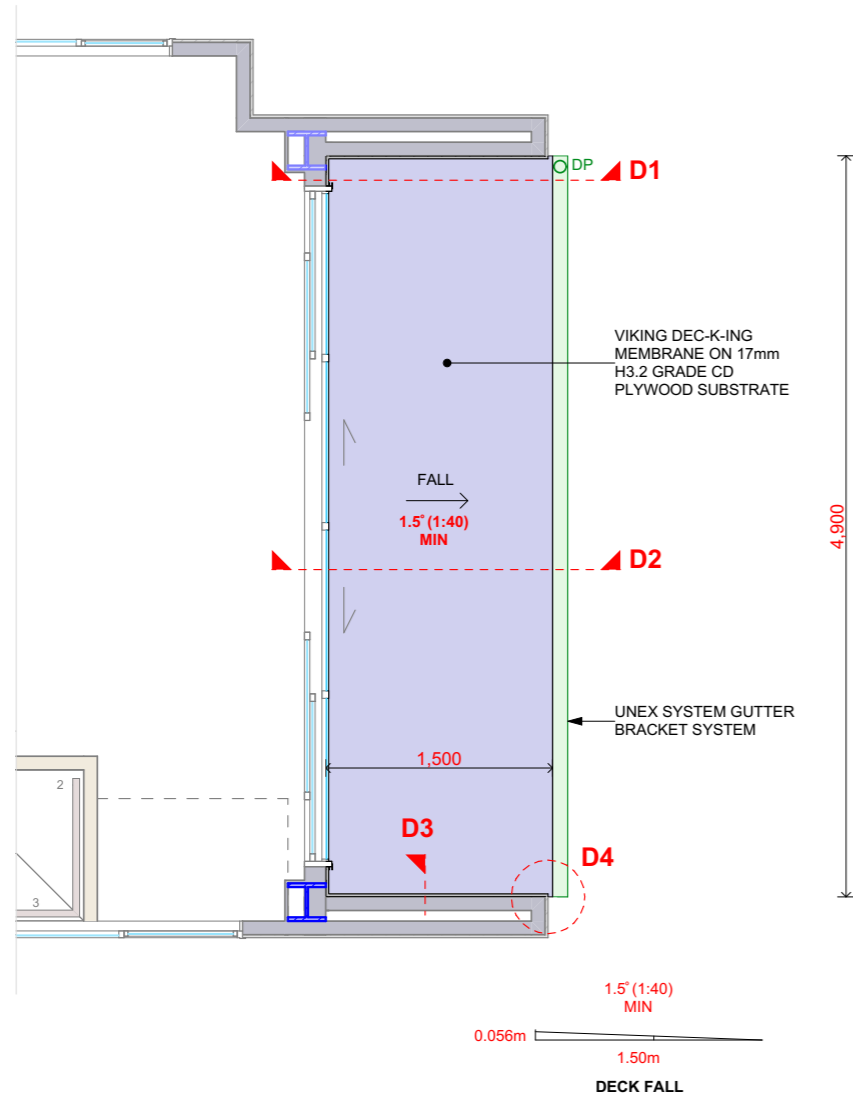 DP
D1
VIKING DEC-K-ING
MEMBRANE ON 17mm
H3.2 GRADE CD
PLYWOOD SUBSTRATE
FALL
1.5° (1:40)
MIN
4,900
D2
UNEX SYSTEM GUTTER
BRACKET SYSTEM
1,500
2
D3
D4
3
1.5° (1:40)
MIN
0.056m
1.50m
DECK FALL